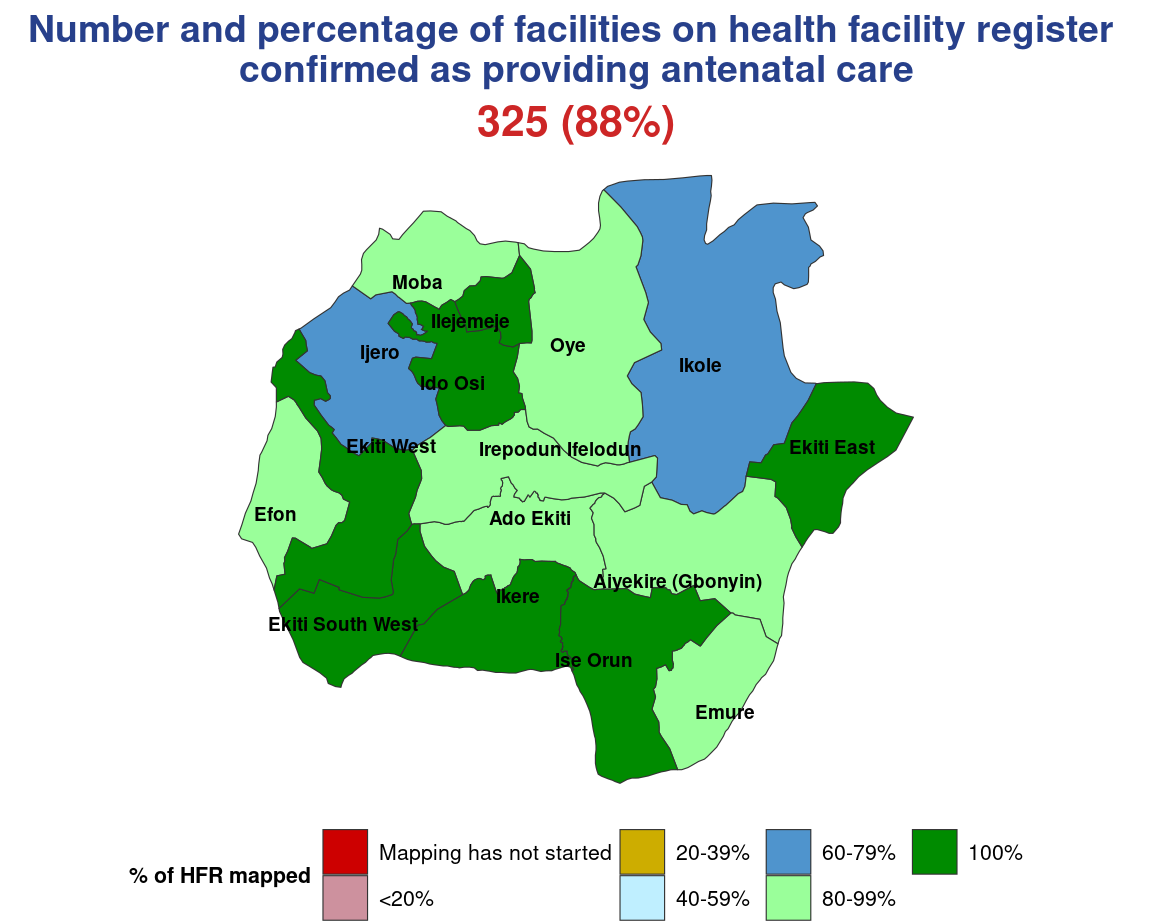 Number and percentage of facilities on health facility register
confirmed as providing antenatal care
325 (88%)
Moba
Ilejemeje
Ijero
Oye
Ikole
Ido Osi
Ekiti West
Irepodun Ifelodun
Ekiti East
Efon
Ado Ekiti
Aiyekire (Gbonyin)
Ikere
Ekiti South West
Ise Orun
Emure
% of HFR mapped
Mapping has not started
<20%
20-39%
40-59%
60-79%
80-99%
100%